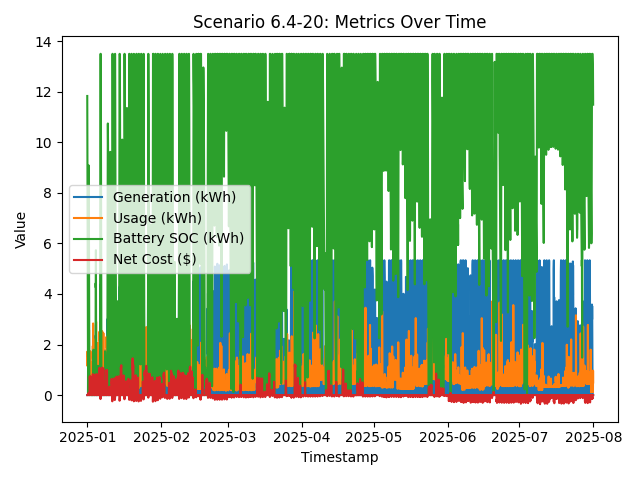 Scenario 6.4-20: Metrics Over Time
14
12
10
8
6
4
2
0
Value
Generation (kWh)
Usage (kWh)
Battery SOC (kWh)
Net Cost ($)
2025-01 2025-02 2025-03 2025-04 2025-05 2025-06 2025-07 2025-08
Timestamp